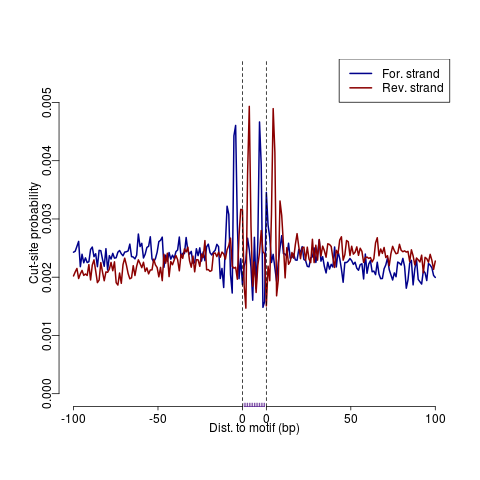 For. strand
Rev. strand
Cut-site probability
0.005
0.004
0.003
0.002
0.001
0.000
-100 -50 0 0 50 100
Dist. to motif (bp)